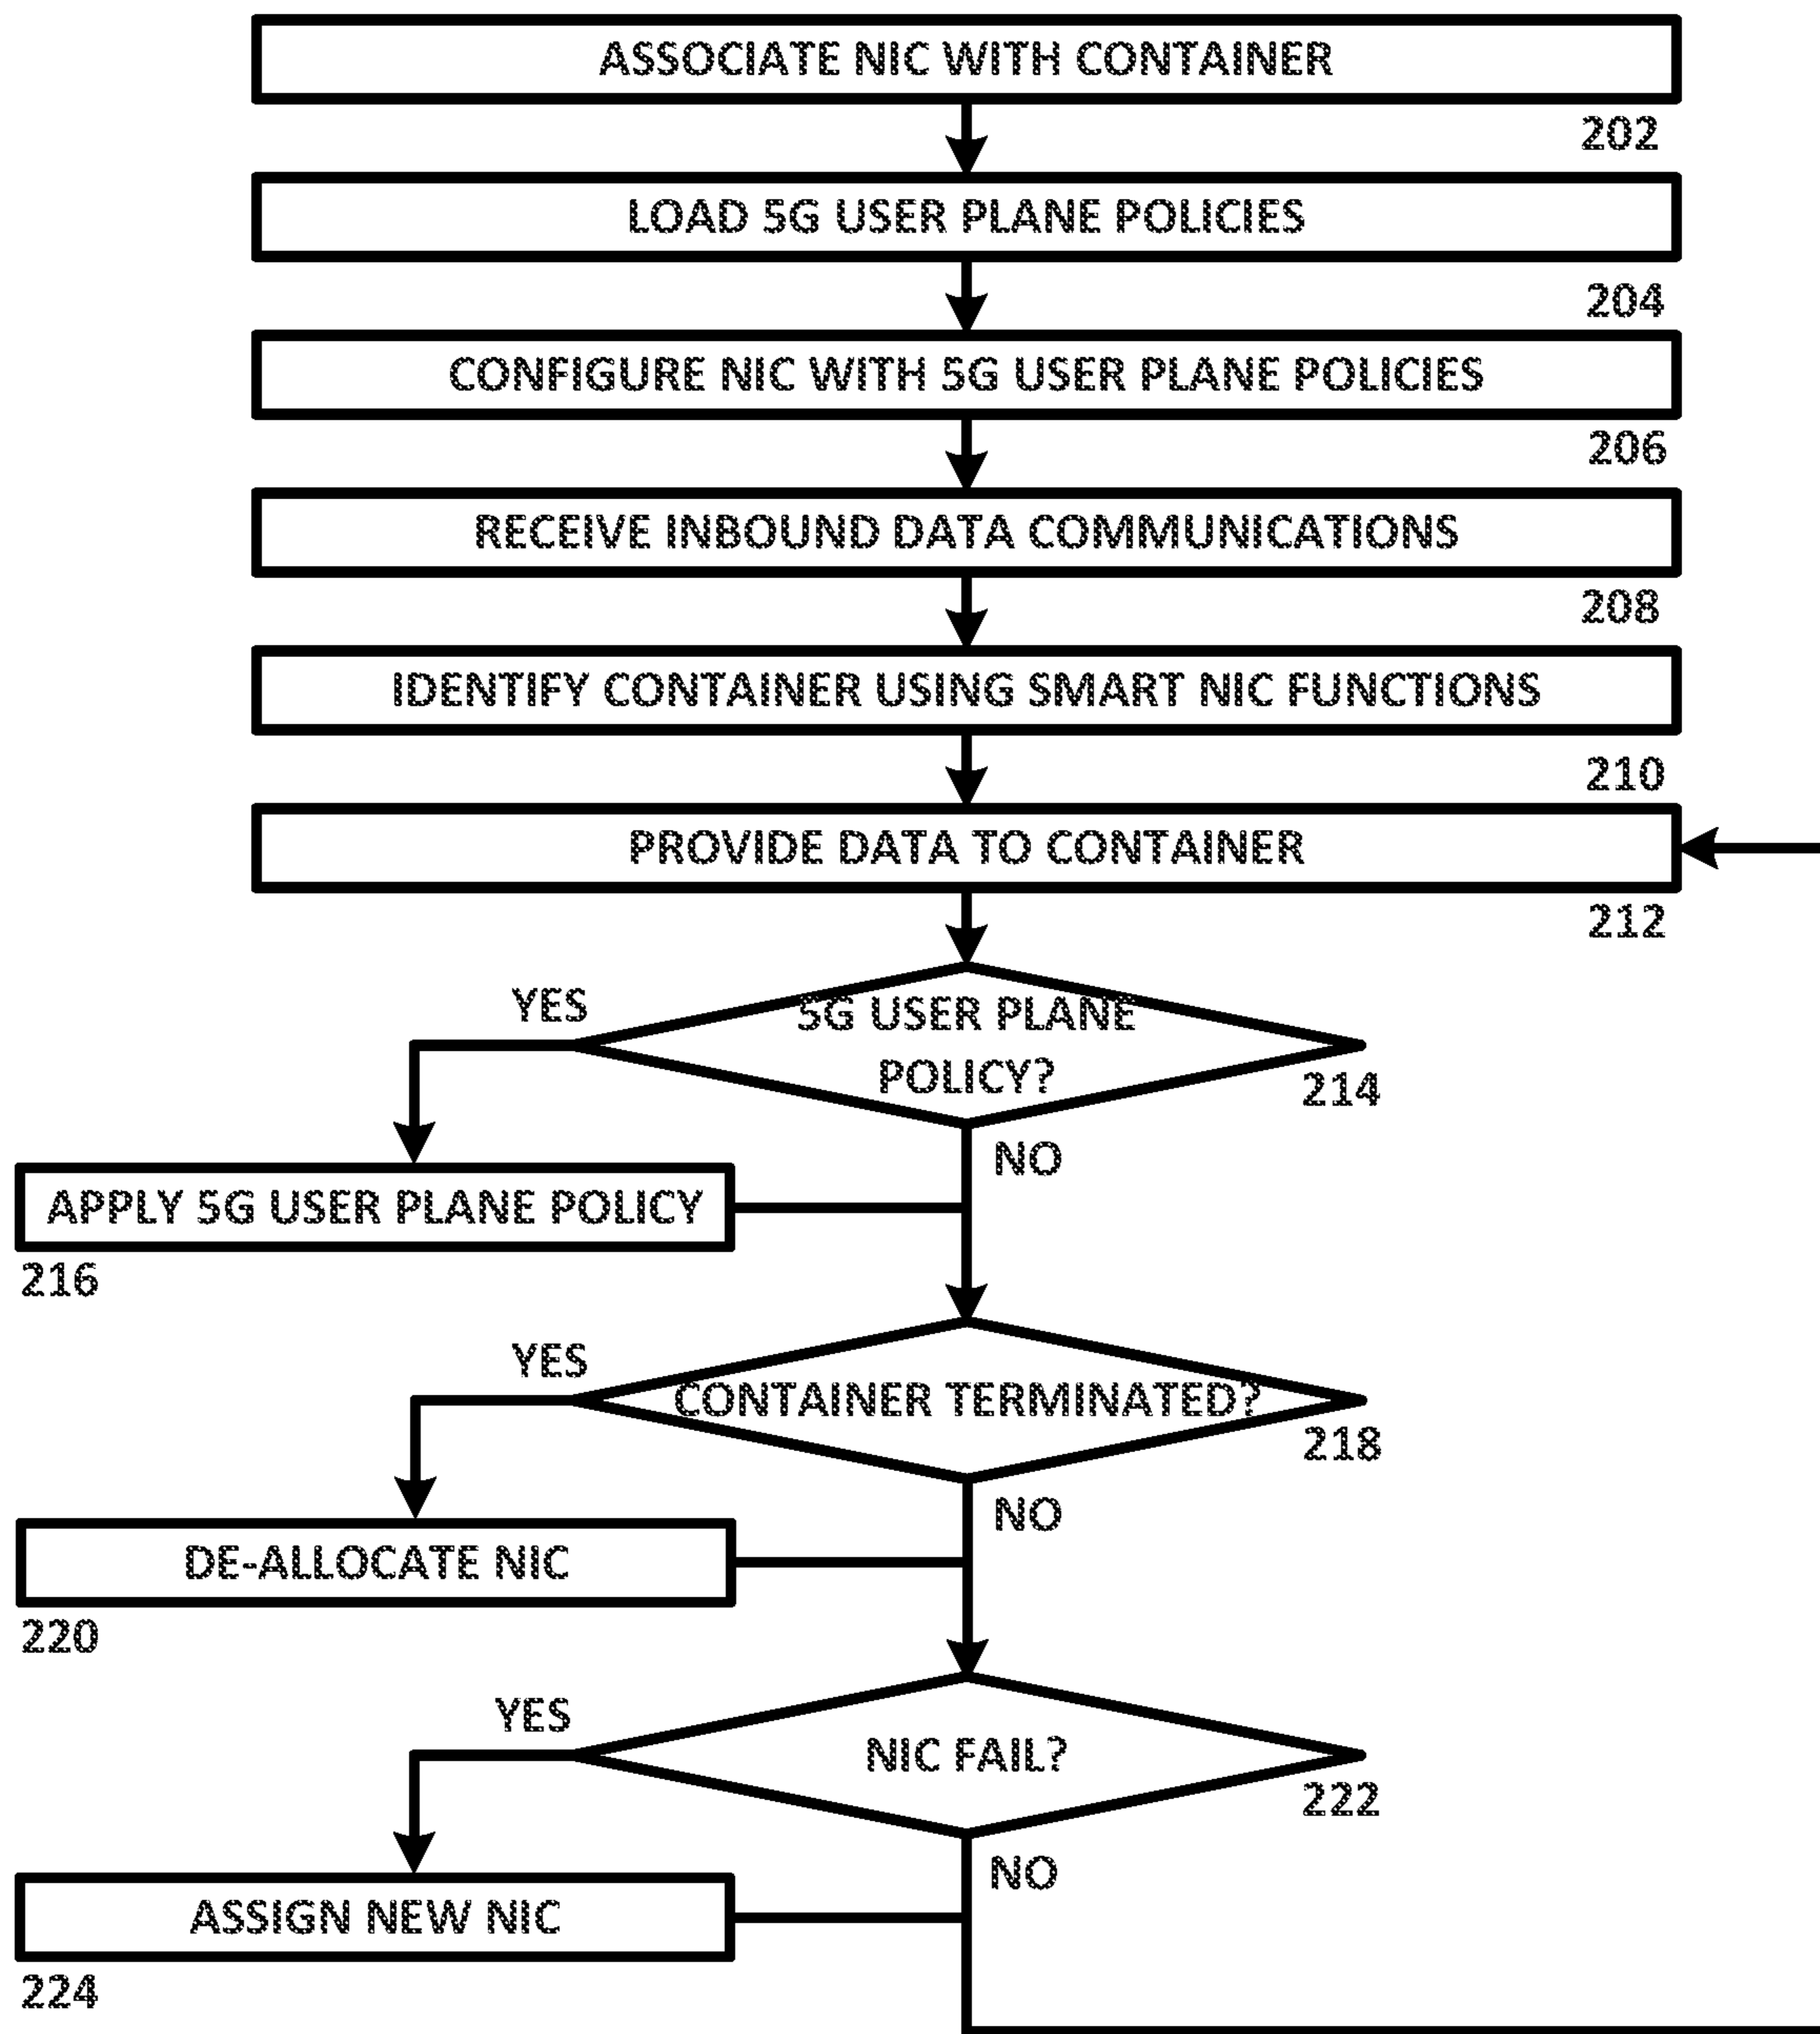 ASSOCIATE NIC WITH CONTAINER
202
LOAD 5G USER PLANE POLICIES
204
CONFIGURE NIC WITH 5G USER PLANE POLICIES
206
RECEIVE INBOUND DATA COMMUNICATIONS
208
IDENTIFY CONTAINER USING SMART NIC FUNCTIONS
210
PROVIDE DATA TO CONTAINER
212
YES
5G USER PLANE
POLICY?
214
NO
APPLY 5G USER PLANE POLICY
216
YES
CONTAINER TERMINATED?
218
NO
DE-ALLOCATE NIC
220
YES
NIC FAIL?
222
NO
ASSIGN NEW NIC
224